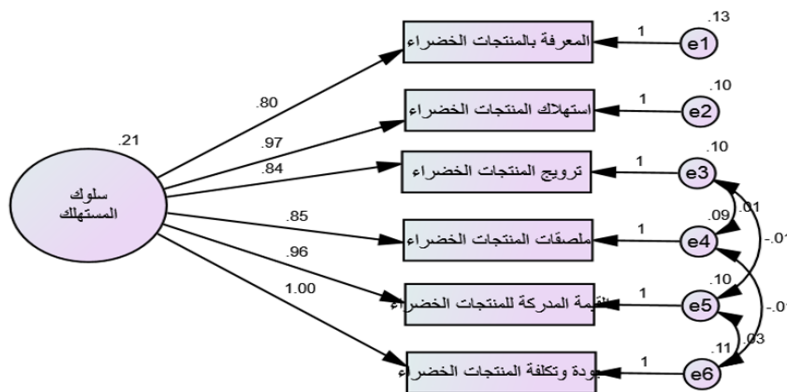 .13
المعرفة بالمنتجات الخضراء
1
e1
.80
.10
استهلاك المنتجات الخضراء
1
e2
.97
.21
.10
ترويج المنتجات الخضراء
1
e3
.84
سلوك
المستهلك
.01
.09
ملصقات المنتجات الخضراء
1
e4
.85
-.01
.10
القيمة المدركة للمنتجات الخضراء
1
e5
.96
-.01
.03
.11
جودة وتكلفة المنتجات الخضراء
1
e6
1.00